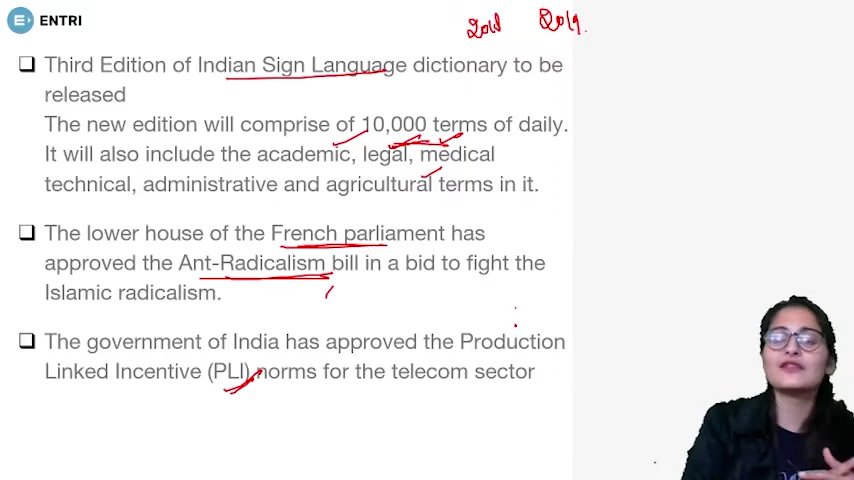 ENTRI
2018 2019.
❑ Third Edition of Indian Sign Language dictionary to be
released
The new edition will comprise of 10,000 terms of daily.
It will also include the academic, legal, medical
technical, administrative and agricultural terms in it.
❑ The lower house of the French parliament has
approved the Ant-Radicalism bill in a bid to fight the
Islamic radicalism.
❑ The government of India has approved the Production
Linked Incentive (PLI) norms for the telecom sector